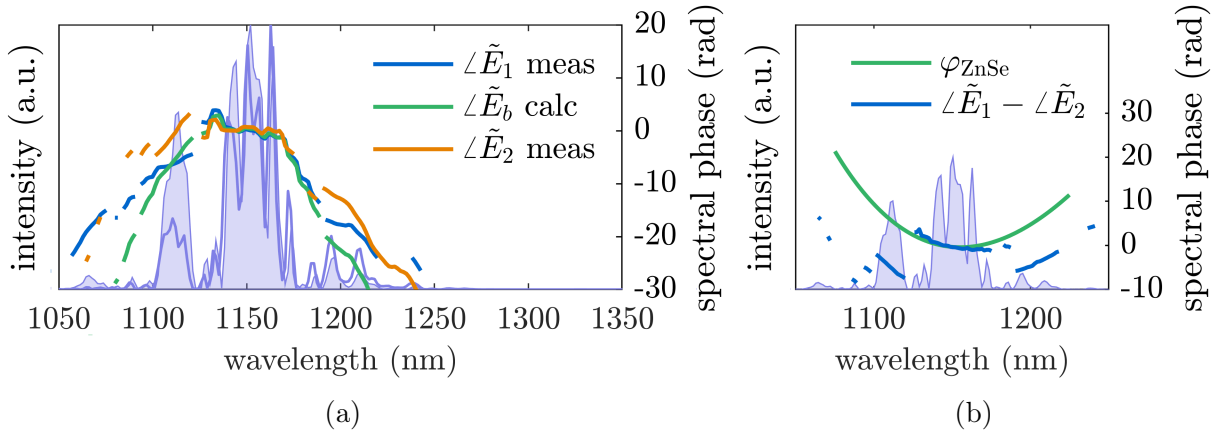 intensity (a.u.)
20
10
0
-10
-20
-30
spectral phase (rad)
∠Ẽ₁ meas
∠Ẽb calc
∠Ẽ₂ meas
1050 1100 1150 1200 1250 1300 1350
wavelength (nm)
(a)
intensity (a.u.)
φZnSe
∠Ẽ₁ − ∠Ẽ₂
30
20
10
0
-10
spectral phase (rad)
1100 1200
wavelength (nm)
(b)